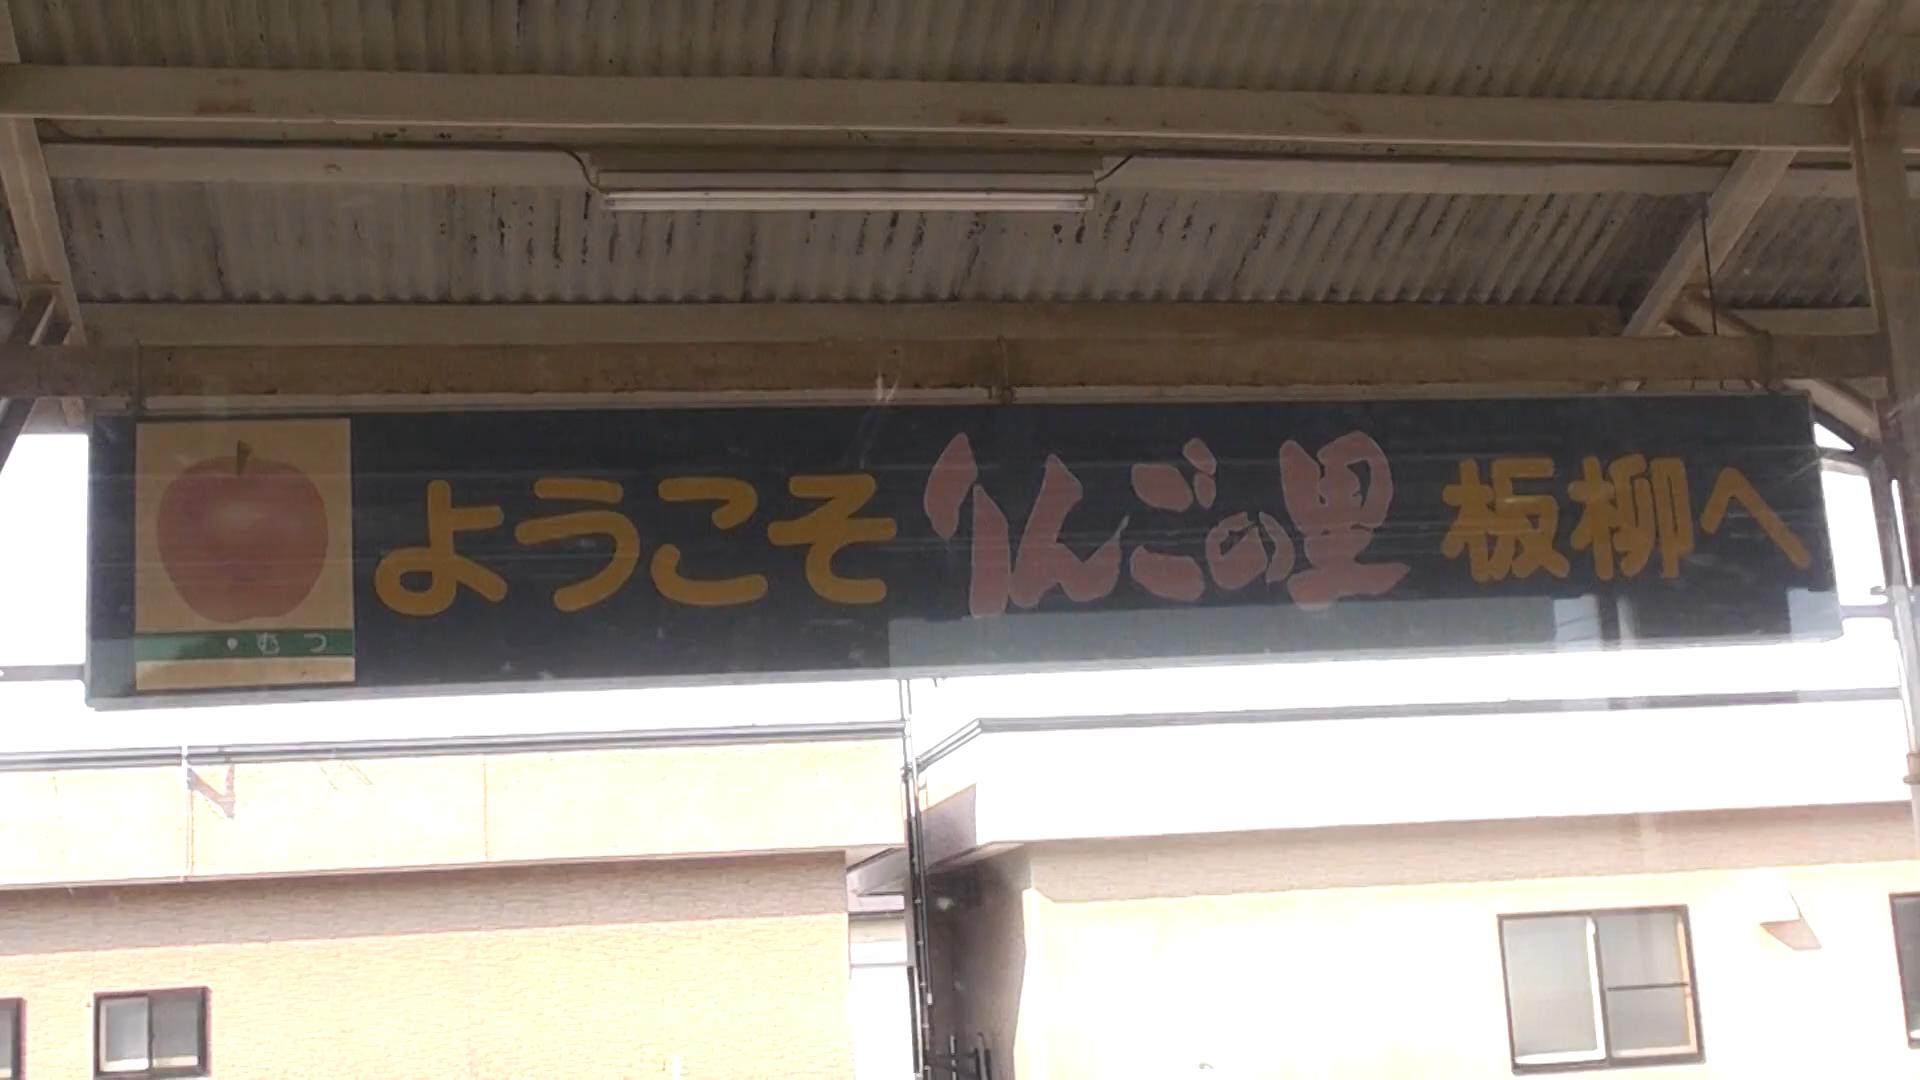 ようこそ りんごの里 板柳へ
むつ